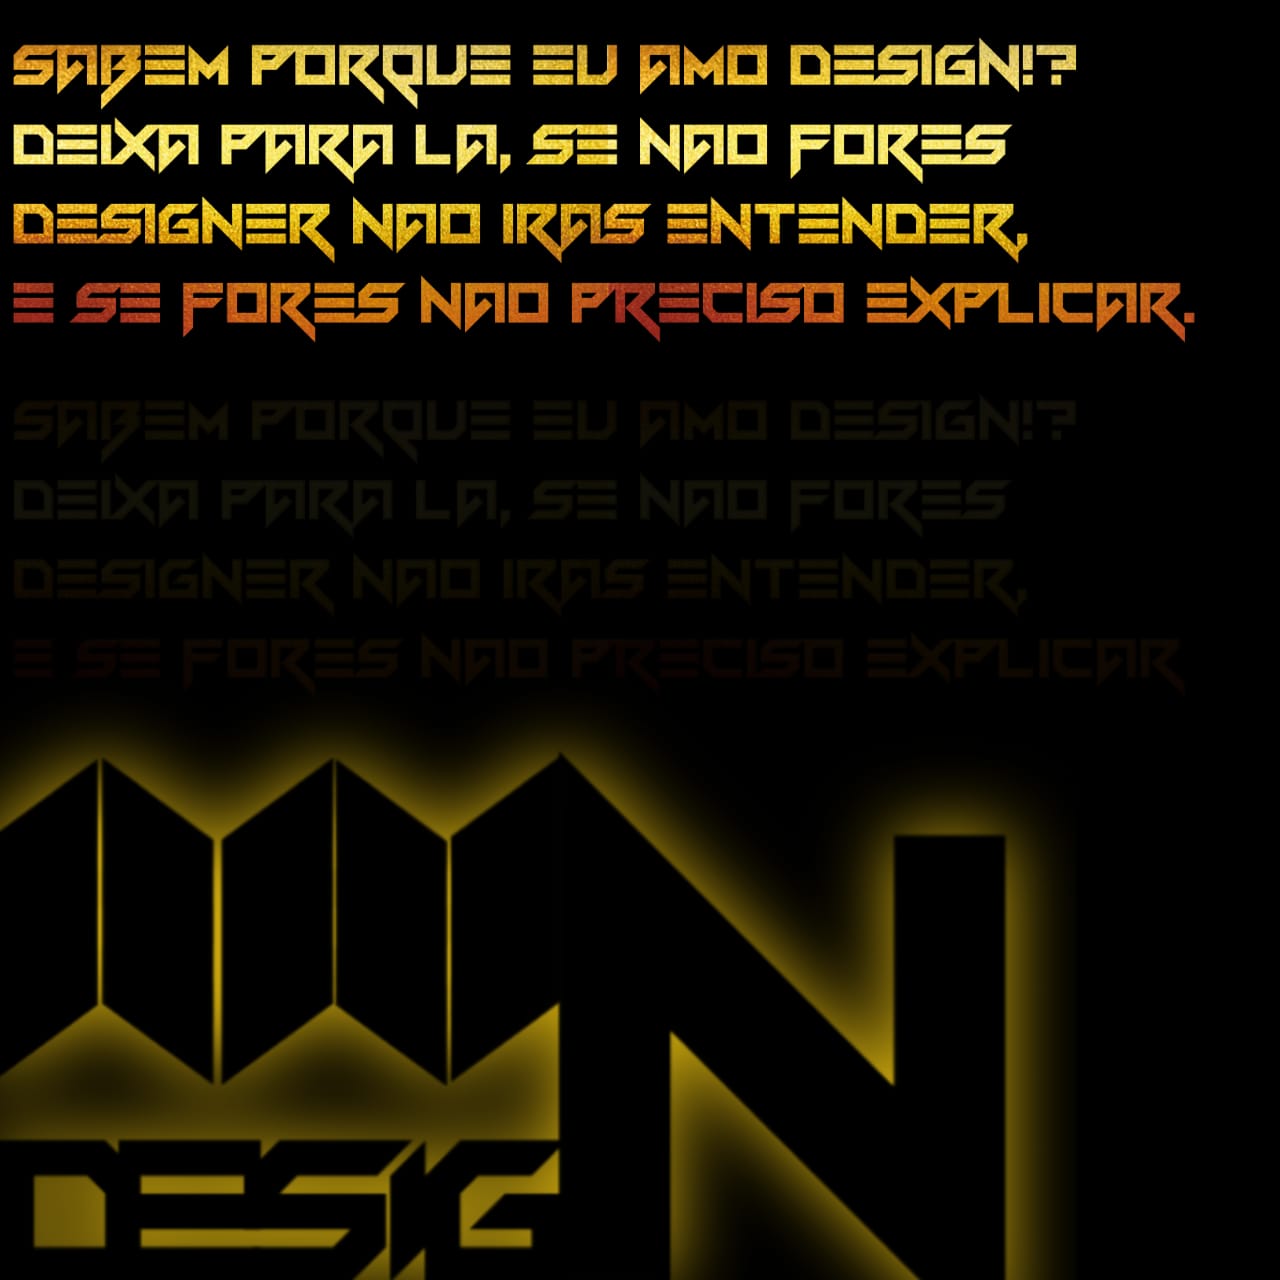 SABEM PORQUE EU AMO DESIGN!?
DEIXA PARA LA, SE NAO FORES
DESIGNER NAO IRAS ENTENDER,
E SE FORES NAO PRECISO EXPLICAR.
SABEM PORQUE EU AMO DESIGN!?
DEIXA PARA LA, SE NAO FORES
DESIGNER NAO IRAS ENTENDER,
E SE FORES NAO PRECISO EXPLICAR
DESIGN